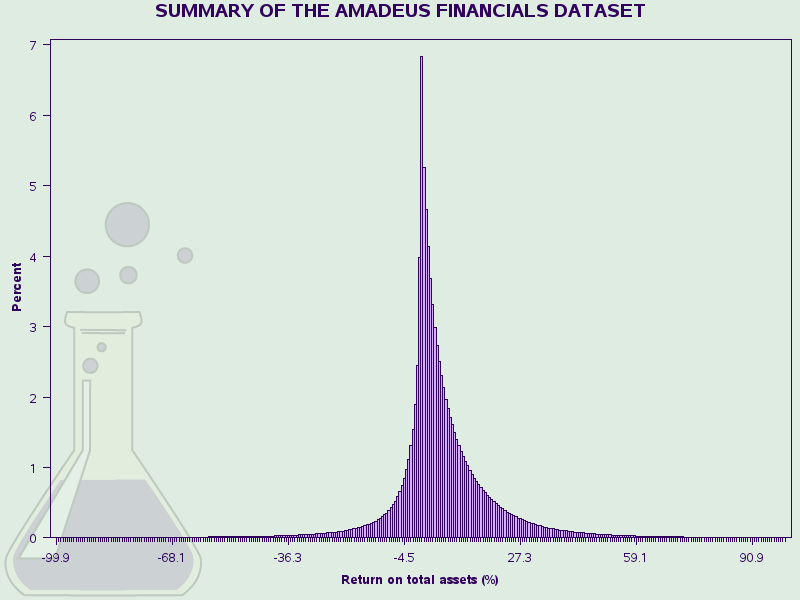 SUMMARY OF THE AMADEUS FINANCIALS DATASET
7
6
5
4
3
2
1
0
Percent
-99.9 -68.1 -36.3 -4.5 27.3 59.1 90.9
Return on total assets (%)